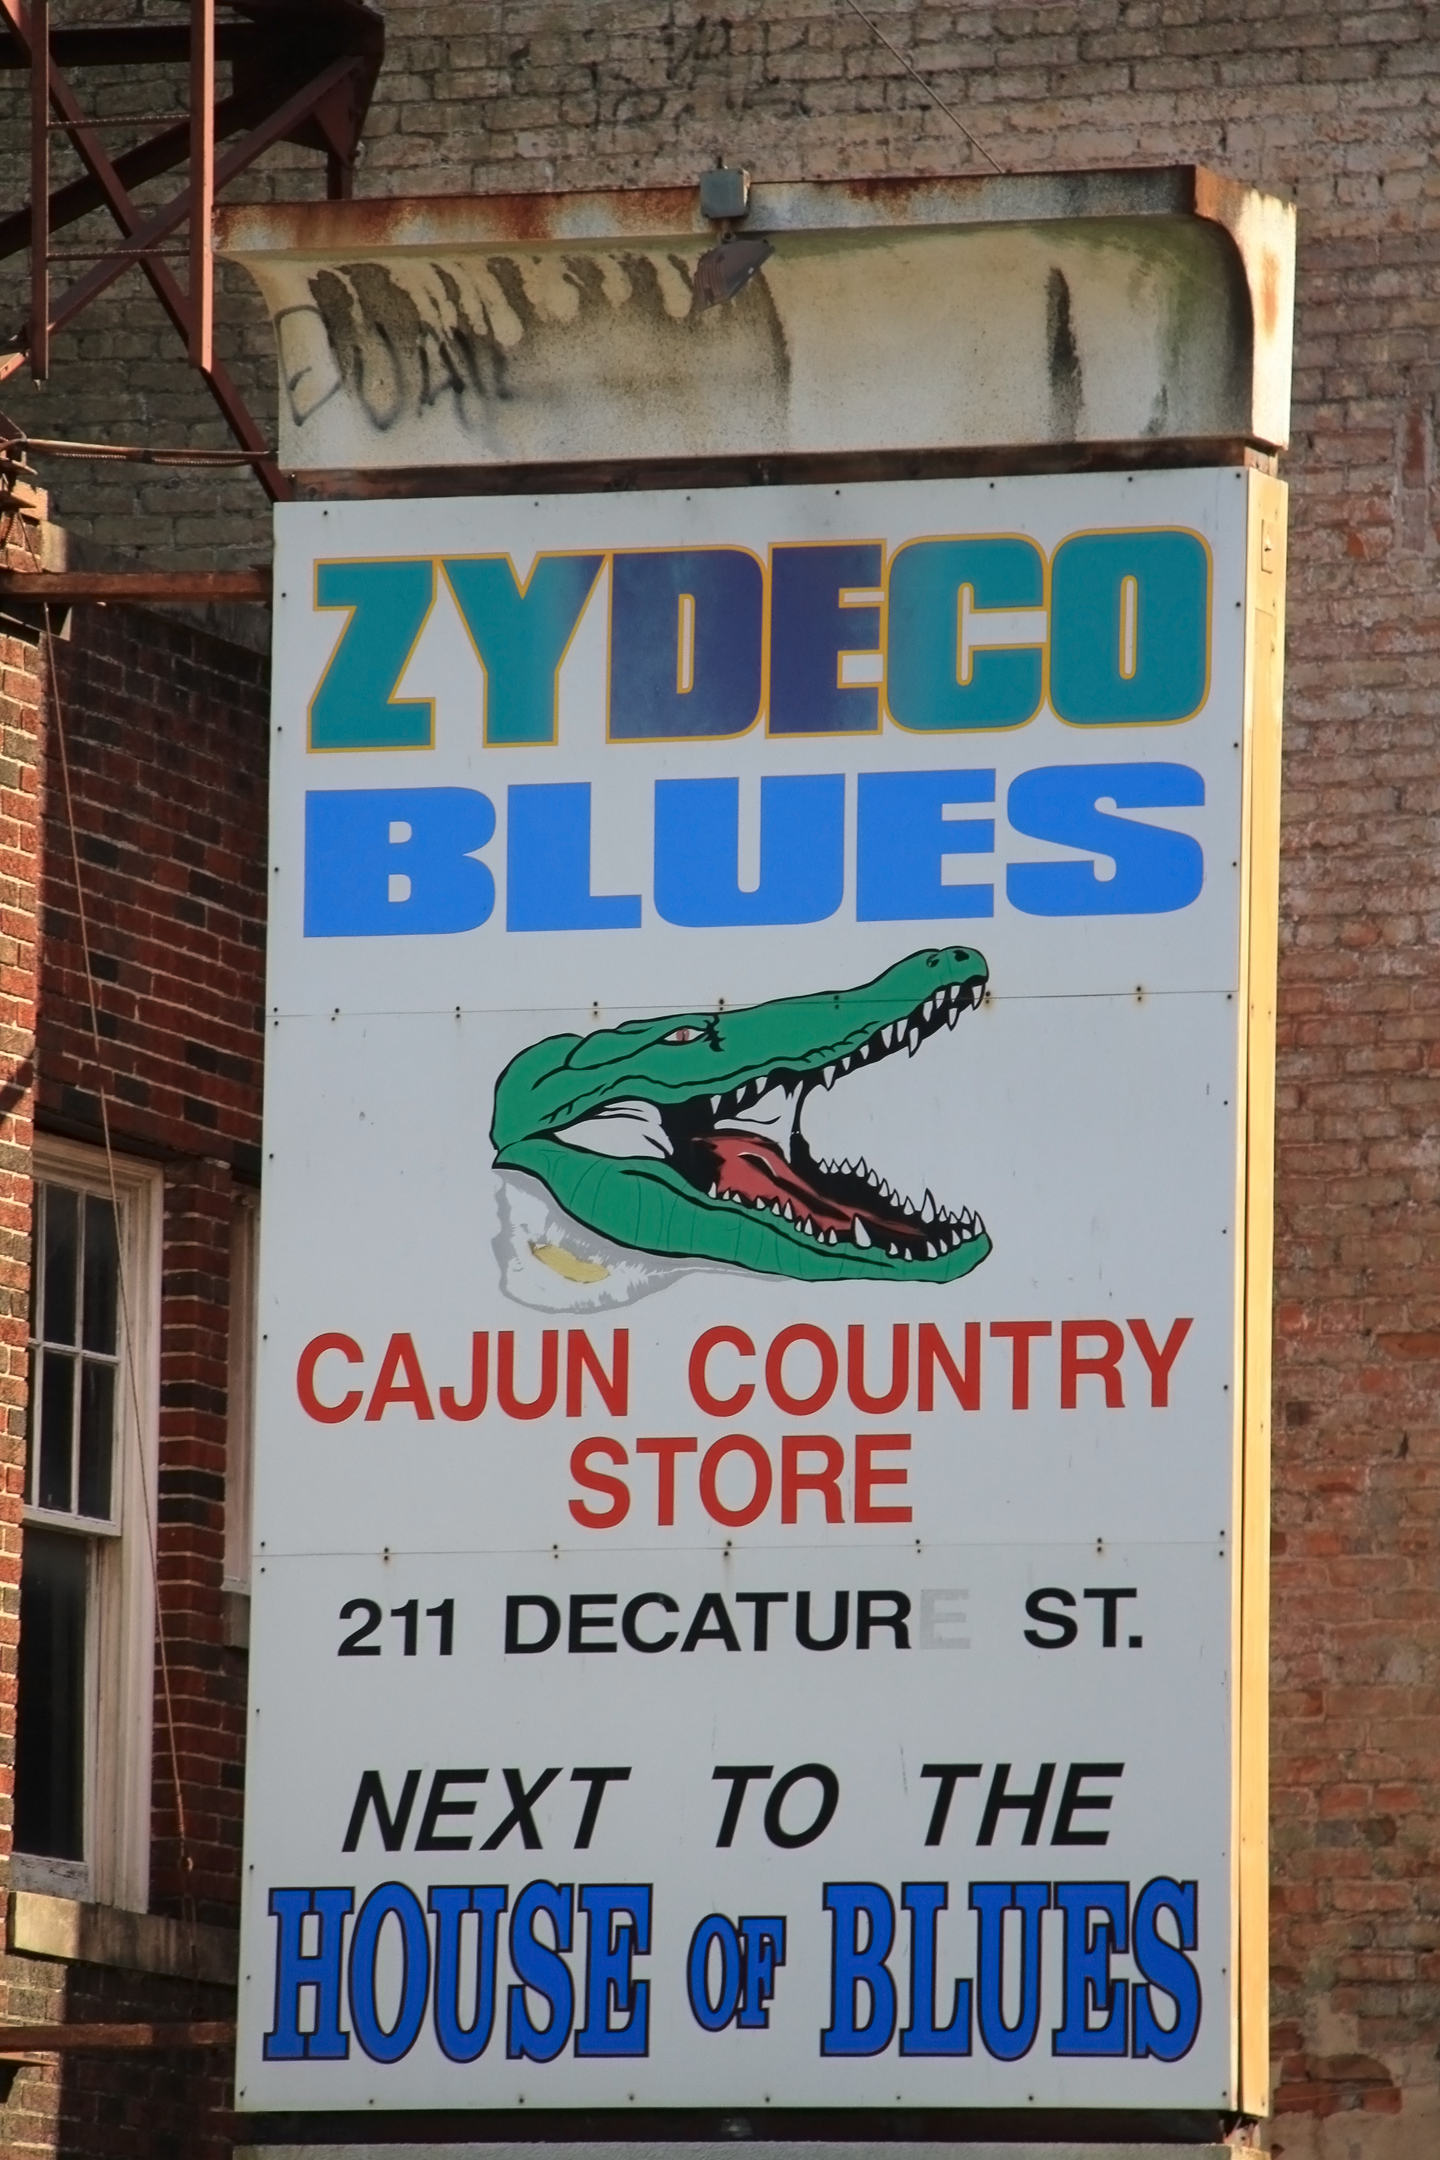 ZYDECO
BLUES
CAJUN COUNTRY
STORE
211 DECATURE ST.
NEXT TO THE
HOUSE OF BLUES